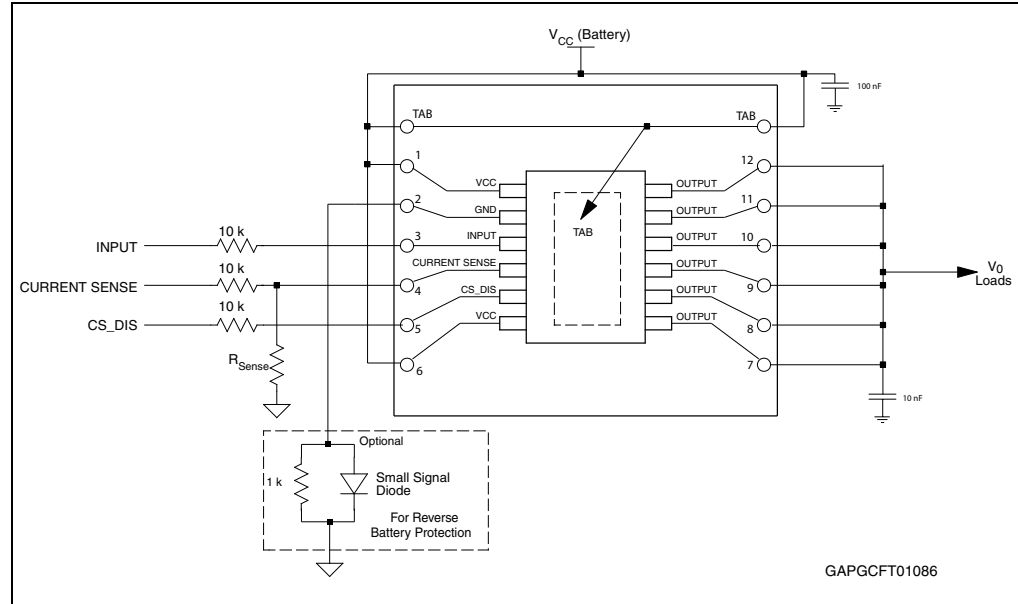 VCC (Battery)
100 nF
TAB
TAB
1
12
VCC
OUTPUT
2
11
GND
OUTPUT
TAB
INPUT
10 k
3
INPUT
OUTPUT
10
CURRENT SENSE
10 k
4
CURRENT SENSE
OUTPUT
9
V0
Loads
CS_DIS
10 k
5
CS_DIS
OUTPUT
8
RSense
6
VCC
OUTPUT
7
10 nF
Optional
1 k
Small Signal
Diode
For Reverse
Battery Protection
GAPGCFT01086